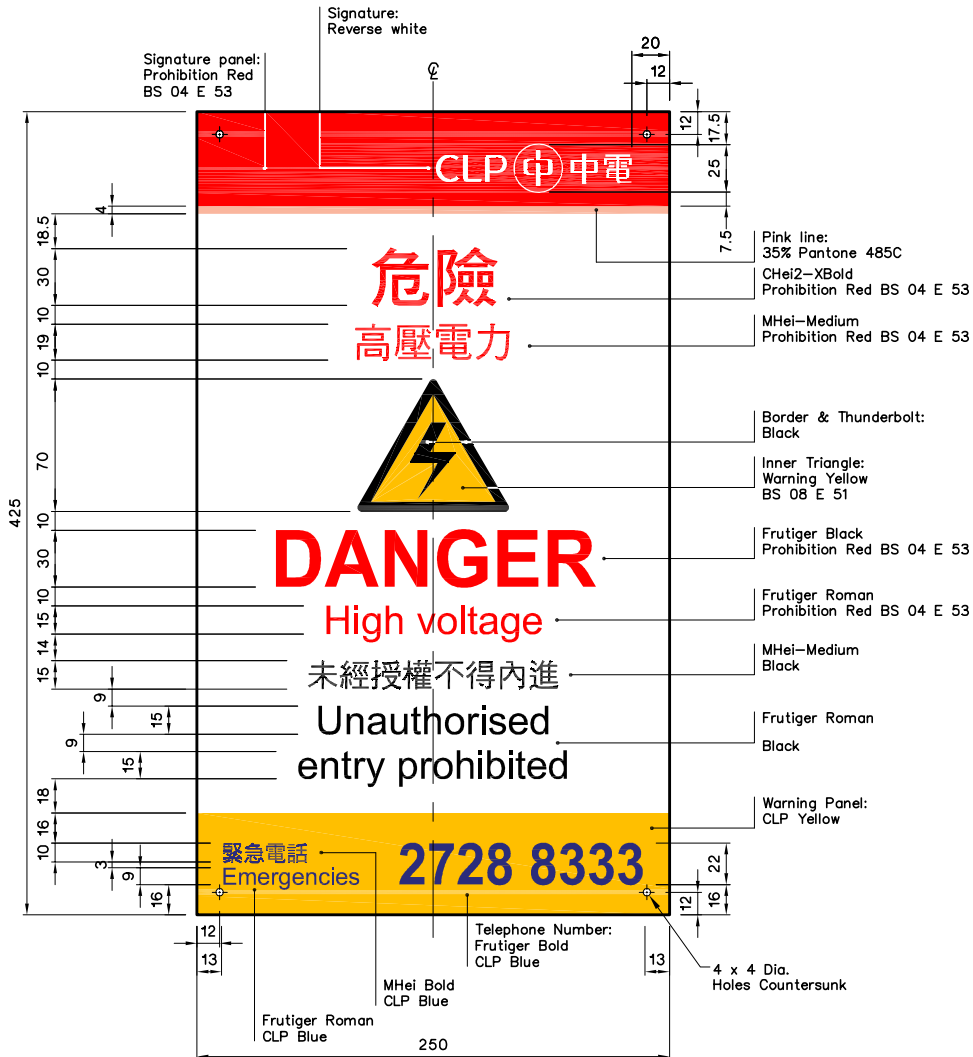 Signature:
Reverse white
Signature panel:
Prohibition Red
BS 04 E 53
℄
20
12
12
17.5
25
7.5
CLP 中電
4
18.5
30
10
19
10
70
10
30
10
15
14
15
9
15
9
15
18
16
10
3
9
16
425
危險
高壓電力
DANGER
High voltage
未經授權不得內進
Unauthorised
entry prohibited
緊急電話
Emergencies
2728 8333
Pink line:
35% Pantone 485C
CHei2-XBold
Prohibition Red BS 04 E 53
MHei-Medium
Prohibition Red BS 04 E 53
Border & Thunderbolt:
Black
Inner Triangle:
Warning Yellow
BS 08 E 51
Frutiger Black
Prohibition Red BS 04 E 53
Frutiger Roman
Prohibition Red BS 04 E 53
MHei-Medium
Black
Frutiger Roman
Black
Warning Panel:
CLP Yellow
22
16
12
12
13
13
Telephone Number:
Frutiger Bold
CLP Blue
MHei Bold
CLP Blue
Frutiger Roman
CLP Blue
4 x 4 Dia.
Holes Countersunk
250